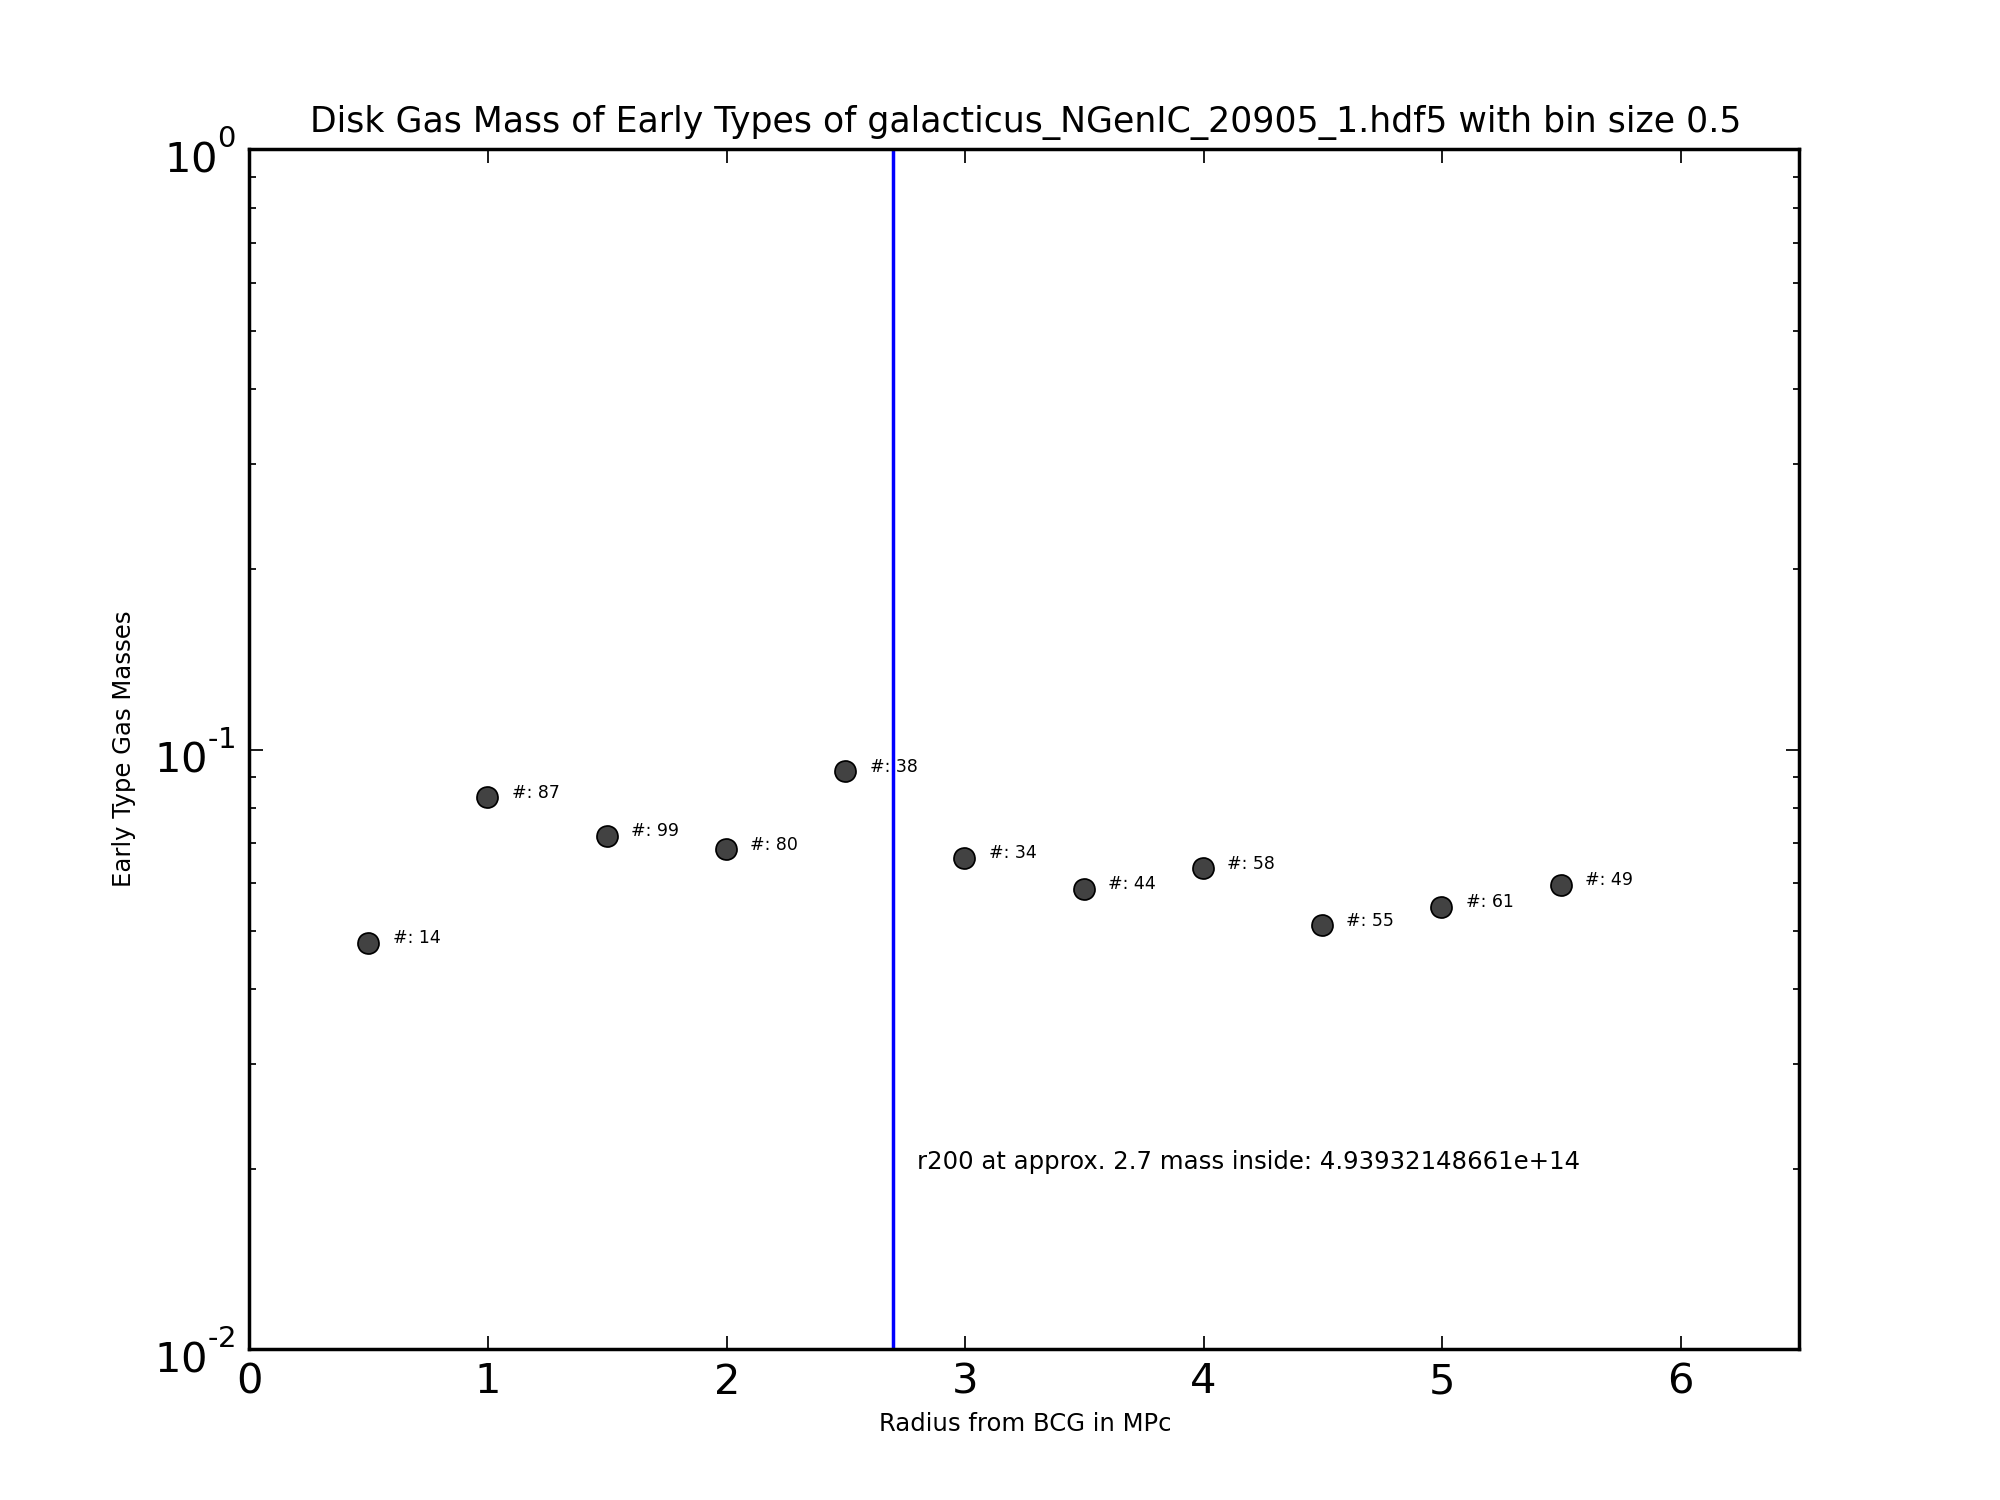 Disk Gas Mass of Early Types of galacticus_NGenIC_20905_1.hdf5 with bin size 0.5
10^0
10^-1
10^-2
Early Type Gas Masses
#: 14
#: 87
#: 99
#: 80
#: 38
#: 34
#: 44
#: 58
#: 55
#: 61
#: 49
r200 at approx. 2.7 mass inside: 4.93932148661e+14
0 1 2 3 4 5 6
Radius from BCG in MPc